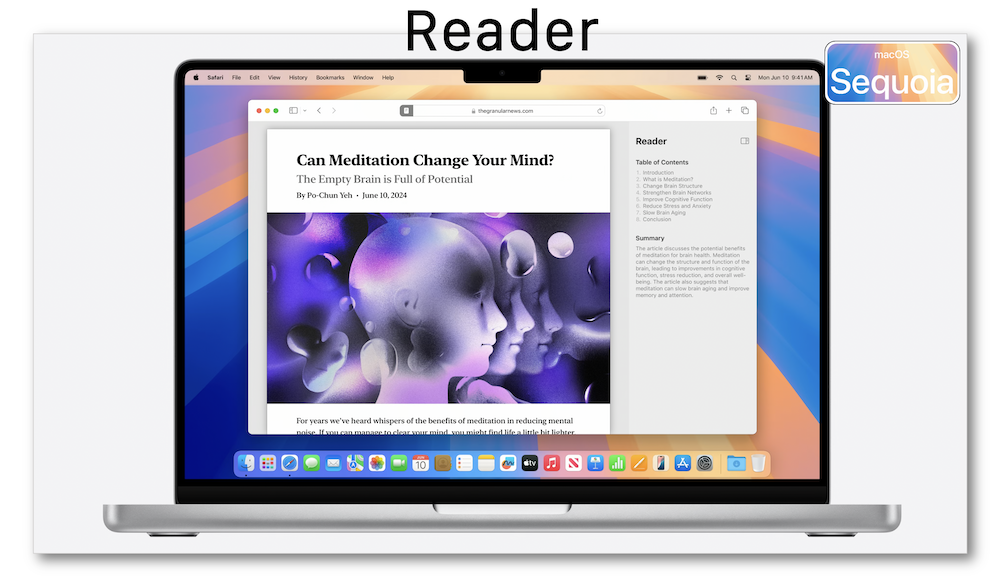 Reader
macOS
Sequoia
Safari File Edit View History Bookmarks Window Help
Mon Jun 10 9:41AM
thegranularnews.com
Can Meditation Change Your Mind?
The Empty Brain is Full of Potential
By Po-Chun Yeh • June 10, 2024
For years we've heard whispers of the benefits of meditation in reducing mental
noise. If you can manage to clear your mind, you might find life a little bit lighter
Reader
Table of Contents
1. Introduction
2. What is Meditation?
3. Change Brain Structure
4. Strengthen Brain Networks
5. Improve Cognitive Function
6. Reduce Stress and Anxiety
7. Slow Brain Aging
8. Conclusion
Summary
The article discusses the potential benefits
of meditation for brain health. Meditation
can change the structure and function of the
brain, leading to improvements in cognitive
function, stress reduction, and overall well-
being. The article also suggests that
meditation can slow brain aging and improve
memory and attention.
10
tv